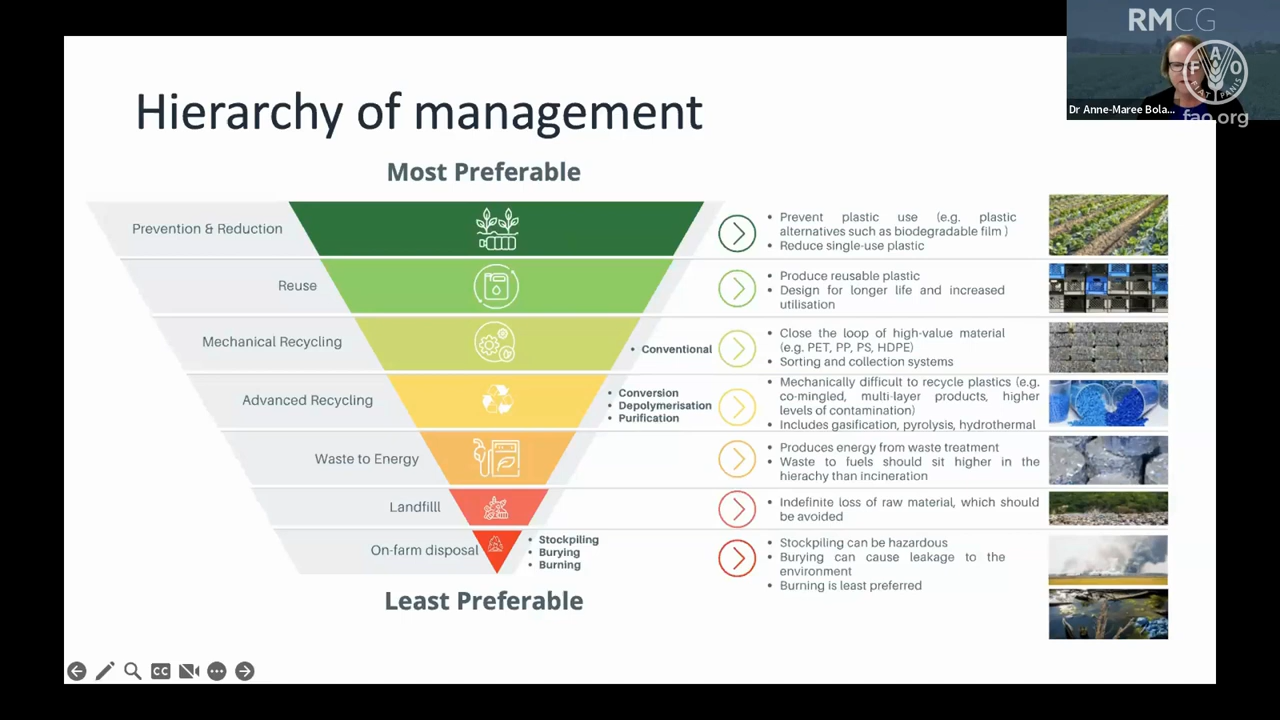 RMCG
FAO
FIAT PANIS
Dr Anne-Maree Bola...
fao.org
Hierarchy of management
Most Preferable
Prevention & Reduction
• Prevent plastic use (e.g. plastic
alternatives such as biodegradable film )
• Reduce single-use plastic
Reuse
• Produce reusable plastic
• Design for longer life and increased
utilisation
Mechanical Recycling
• Conventional
• Close the loop of high-value material
(e.g. PET, PP, PS, HDPE)
• Sorting and collection systems
Advanced Recycling
• Conversion
• Depolymerisation
• Purification
• Mechanically difficult to recycle plastics (e.g.
co-mingled, multi-layer products, higher
levels of contamination)
• Includes gasification, pyrolysis, hydrothermal
Waste to Energy
• Produces energy from waste treatment
• Waste to fuels should sit higher in the
hierachy than incineration
Landfilll
• Indefinite loss of raw material, which should
be avoided
On-farm disposal
• Stockpiling
• Burying
• Burning
• Stockpiling can be hazardous
• Burying can cause leakage to the
environment
• Burning is least preferred
Least Preferable
CC